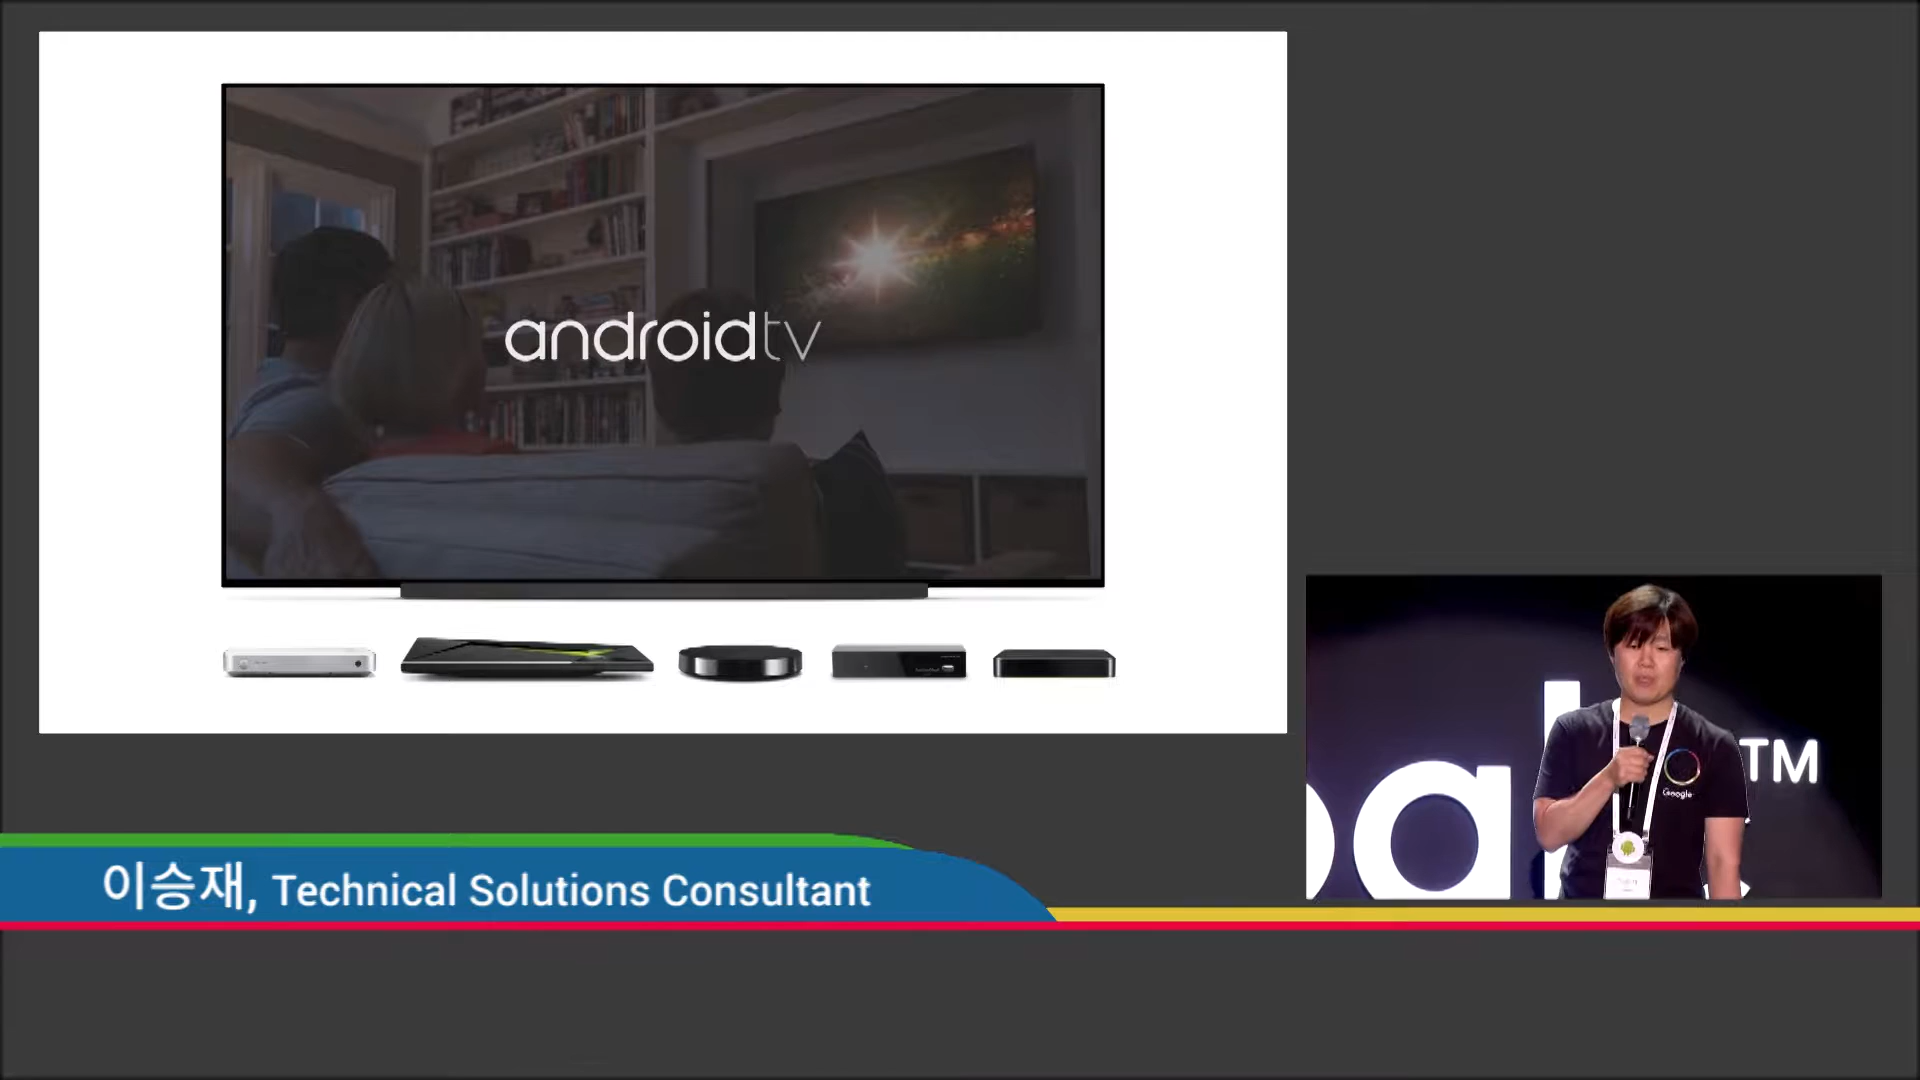 androidtv
TM
Google
이승재, Technical Solutions Consultant